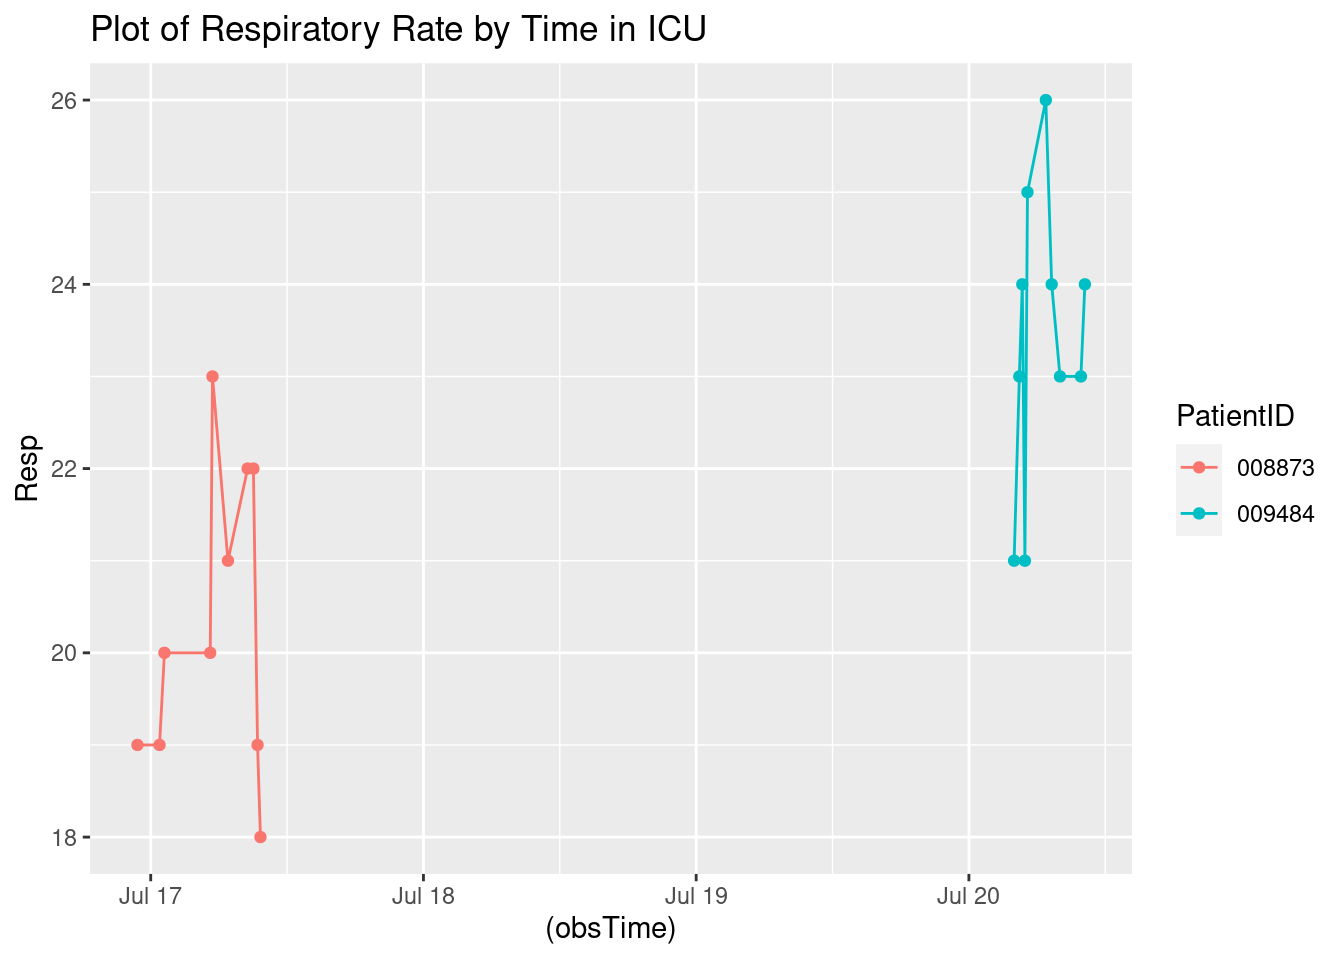 Plot of Respiratory Rate by Time in ICU
26
24
22
20
18
Resp
Jul 17
Jul 18
Jul 19
Jul 20
(obsTime)
PatientID
008873
009484